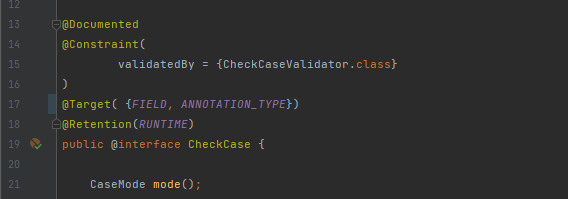 12
13 @Documented
14 @Constraint(
15 validatedBy = {CheckCaseValidator.class}
16 )
17 @Target( {FIELD, ANNOTATION_TYPE})
18 @Retention(RUNTIME)
19 public @interface CheckCase {
20
21 CaseMode mode();